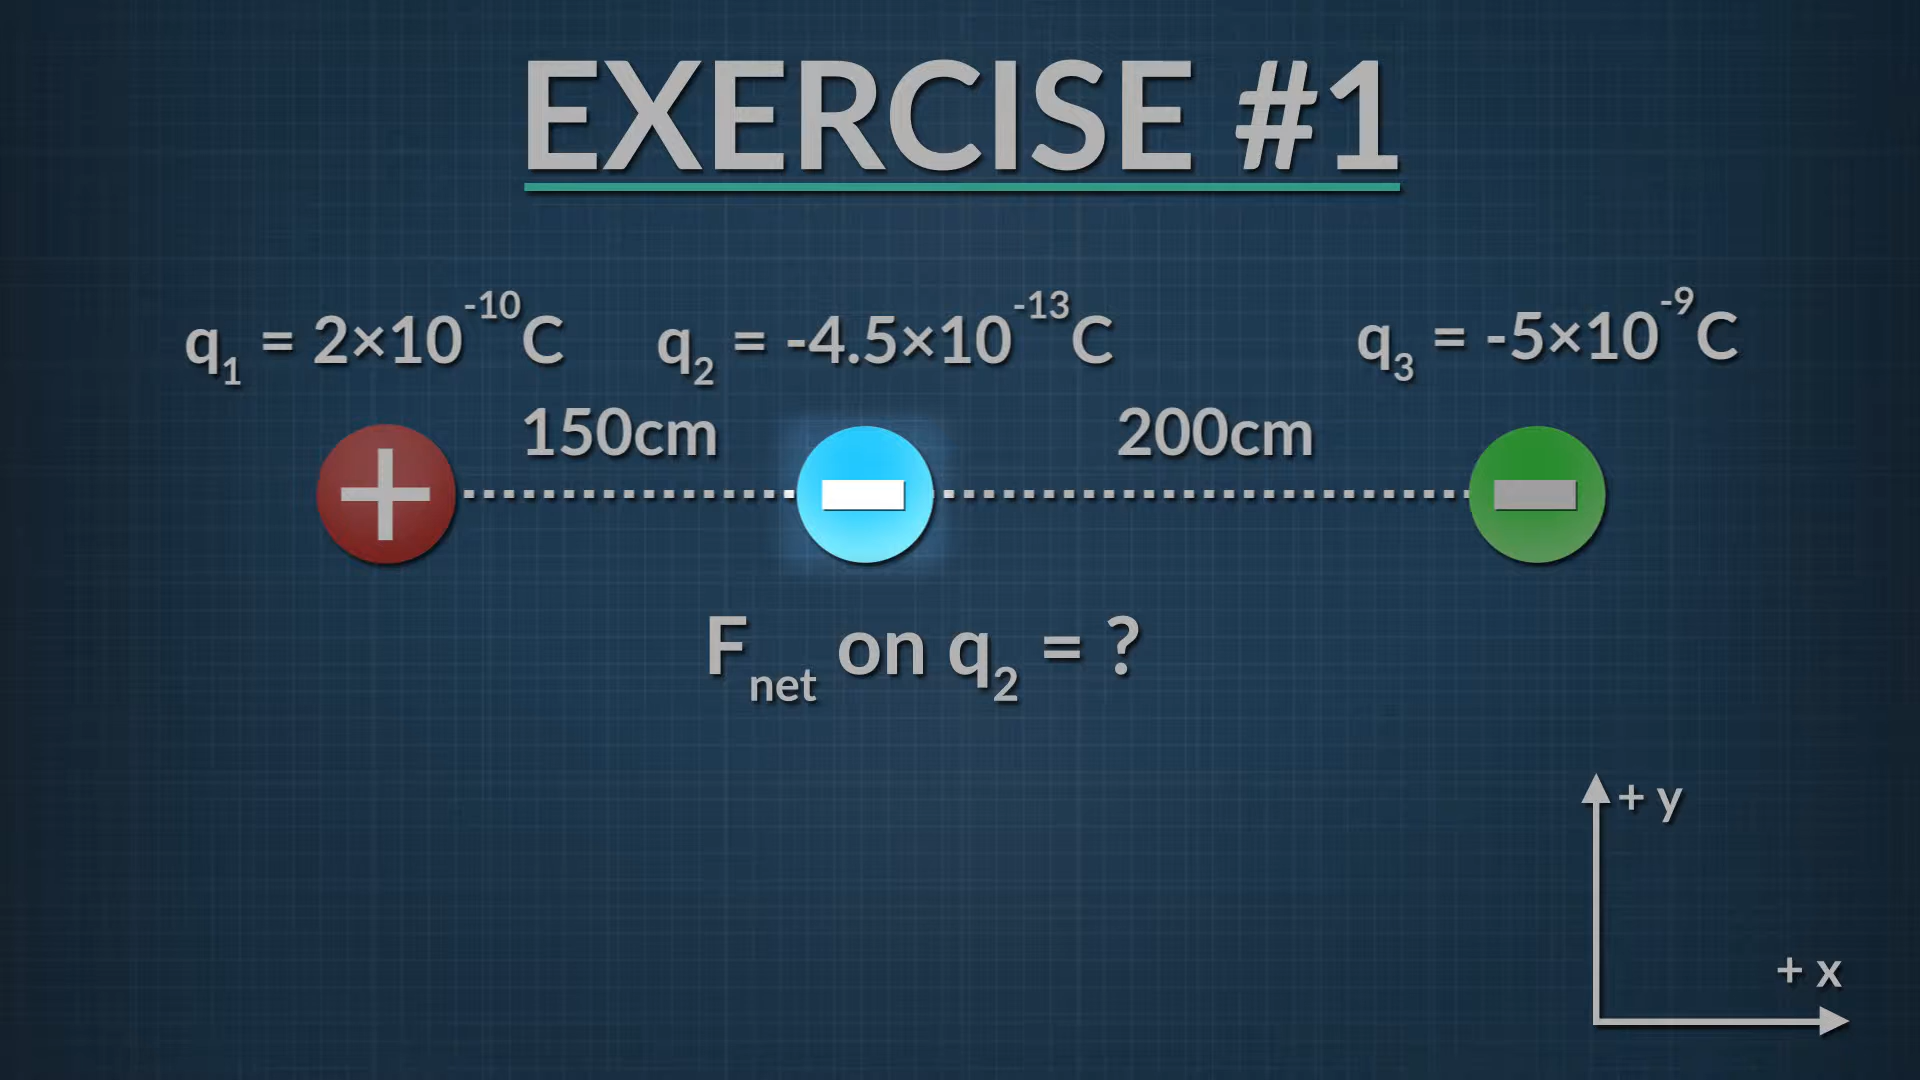 EXERCISE #1
q₁ = 2×10⁻¹⁰C q₂ = -4.5×10⁻¹³C q₃ = -5×10⁻⁹C
150cm 200cm
F_net on q₂ = ?
+ y
+ x